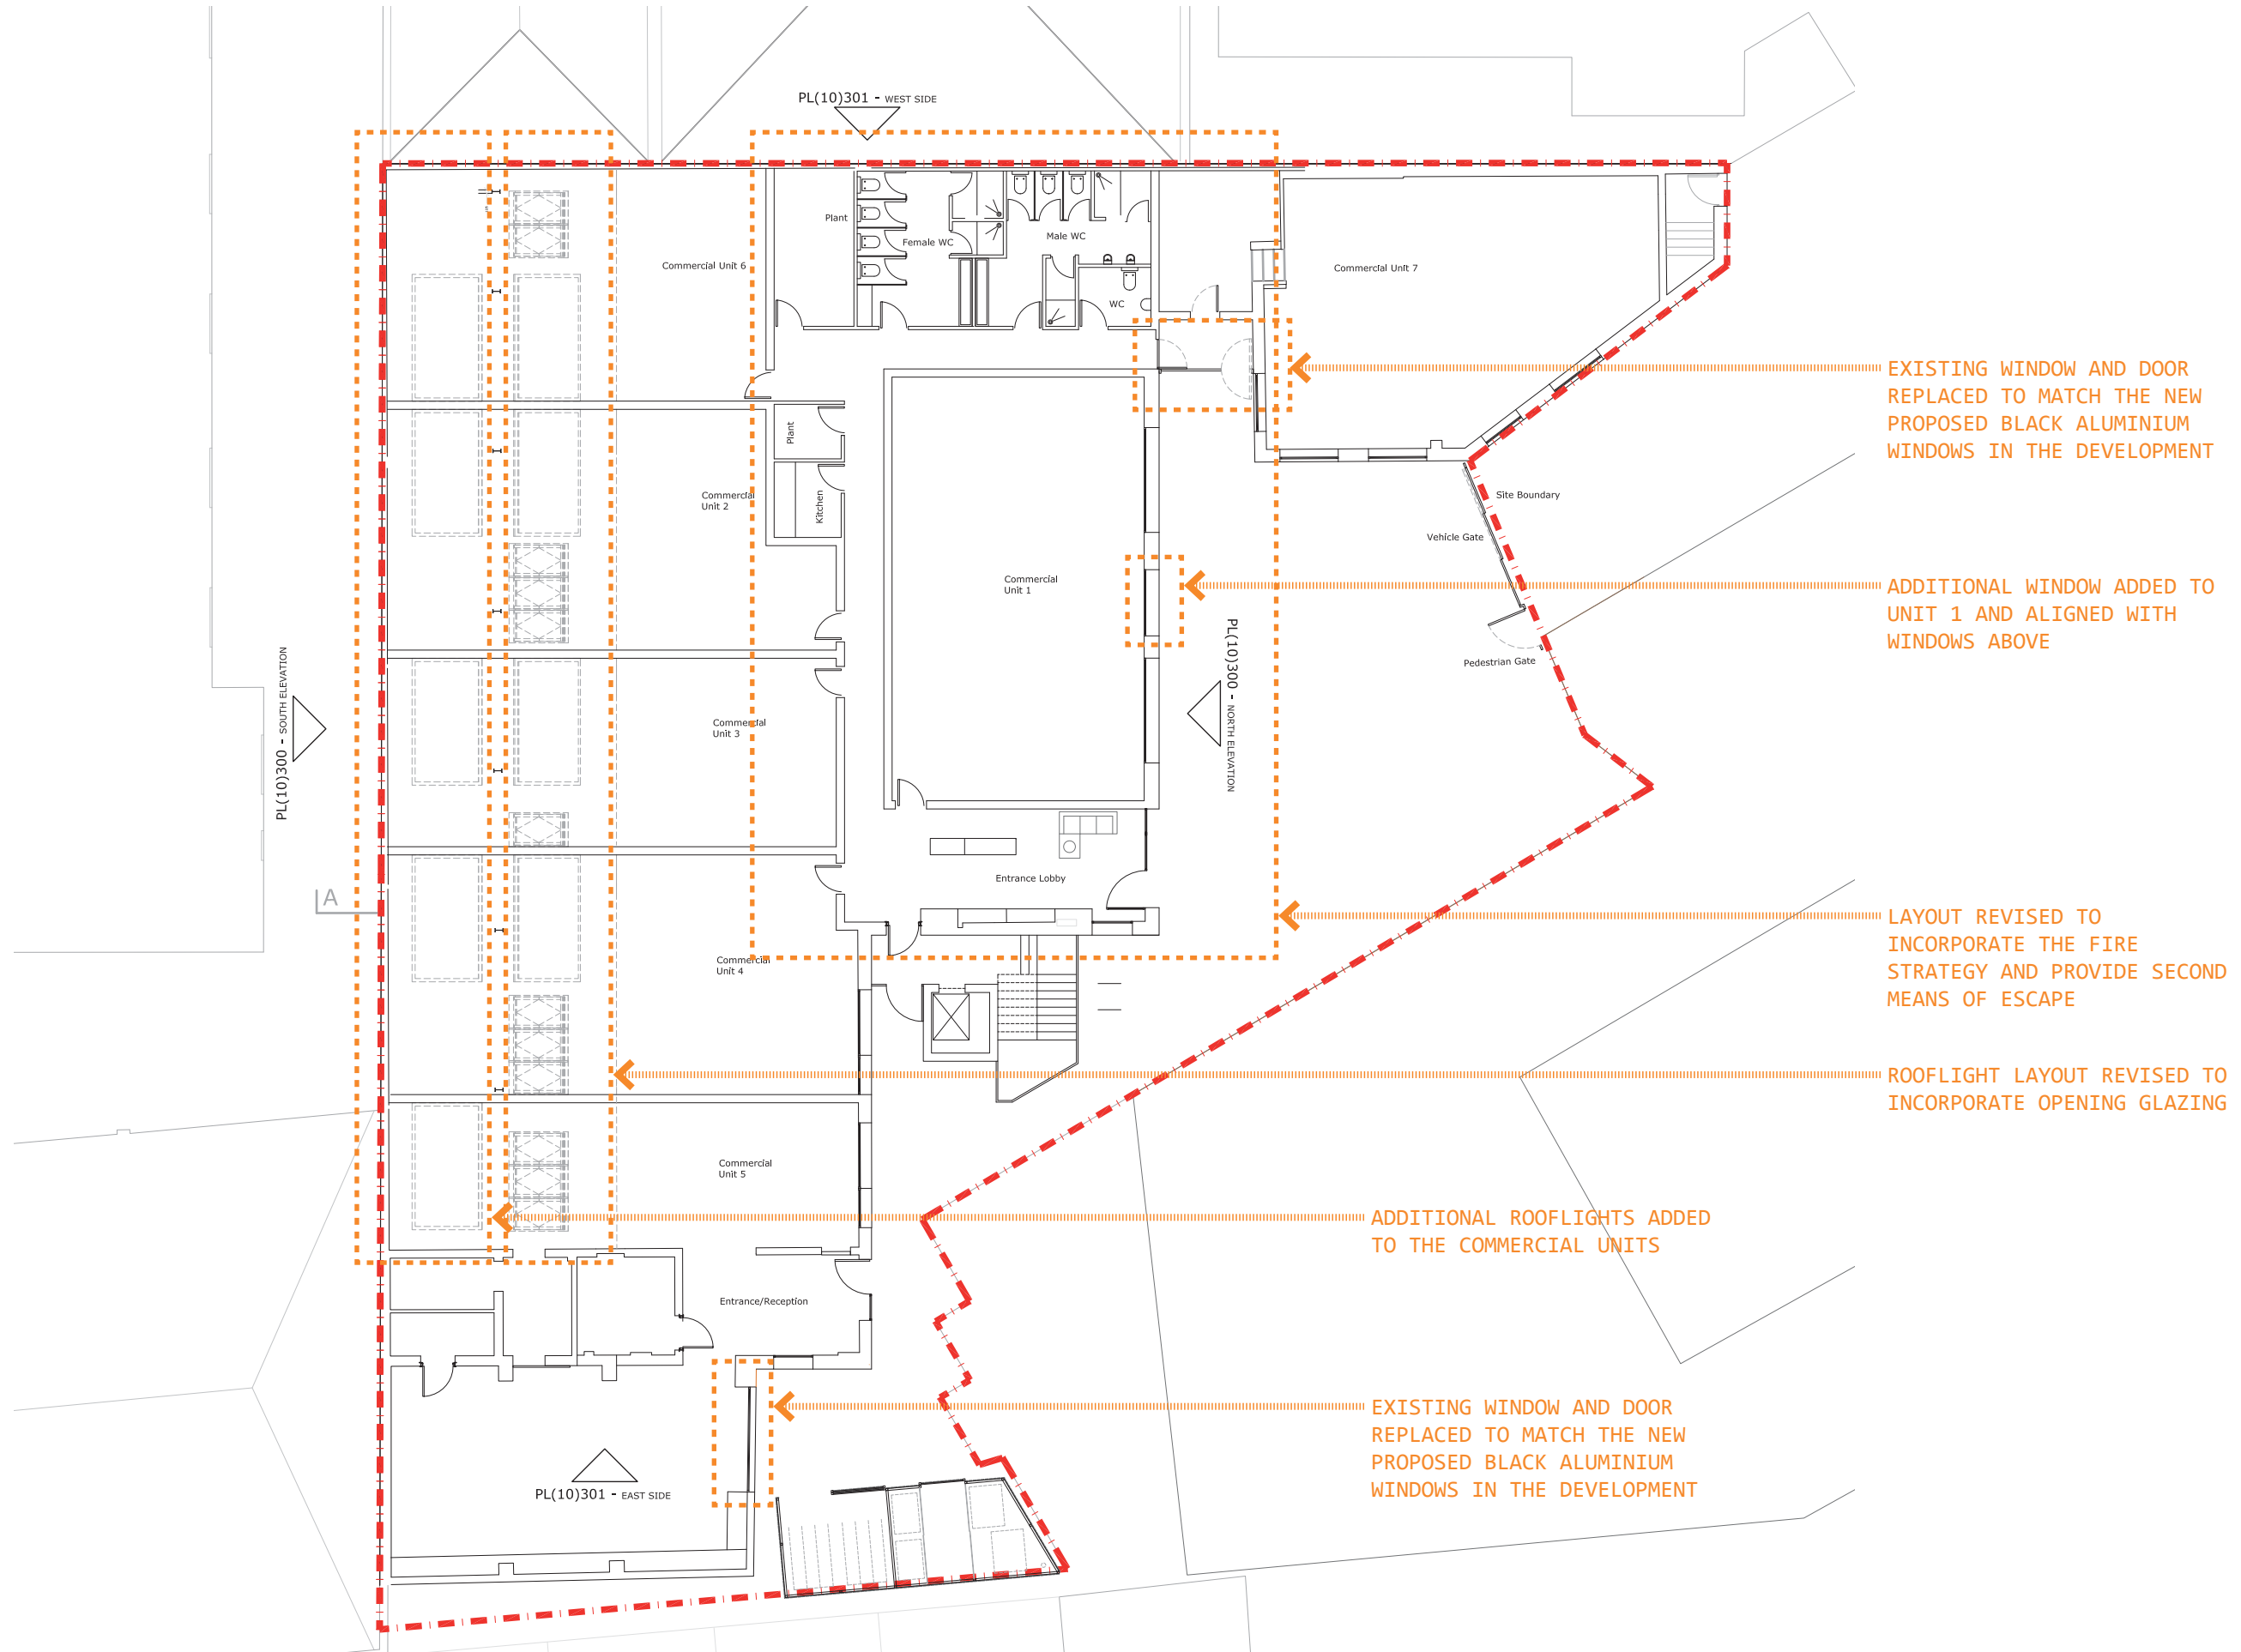 PL(10)301 - WEST SIDE
Plant
Female WC
Male WC
Commercial Unit 6
Commercial Unit 7
WC
EXISTING WINDOW AND DOOR
REPLACED TO MATCH THE NEW
PROPOSED BLACK ALUMINIUM
WINDOWS IN THE DEVELOPMENT
Plant
Commercial
Unit 2
Kitchen
Site Boundary
Vehicle Gate
Commercial
Unit 1
ADDITIONAL WINDOW ADDED TO
UNIT 1 AND ALIGNED WITH
WINDOWS ABOVE
Pedestrian Gate
PL(10)300 - SOUTH ELEVATION
PL(10)300 - NORTH ELEVATION
Commercial
Unit 3
Entrance Lobby
A
LAYOUT REVISED TO
INCORPORATE THE FIRE
STRATEGY AND PROVIDE SECOND
MEANS OF ESCAPE
Commercial
Unit 4
ROOFLIGHT LAYOUT REVISED TO
INCORPORATE OPENING GLAZING
Commercial
Unit 5
ADDITIONAL ROOFLIGHTS ADDED
TO THE COMMERCIAL UNITS
Entrance/Reception
EXISTING WINDOW AND DOOR
REPLACED TO MATCH THE NEW
PROPOSED BLACK ALUMINIUM
WINDOWS IN THE DEVELOPMENT
PL(10)301 - EAST SIDE